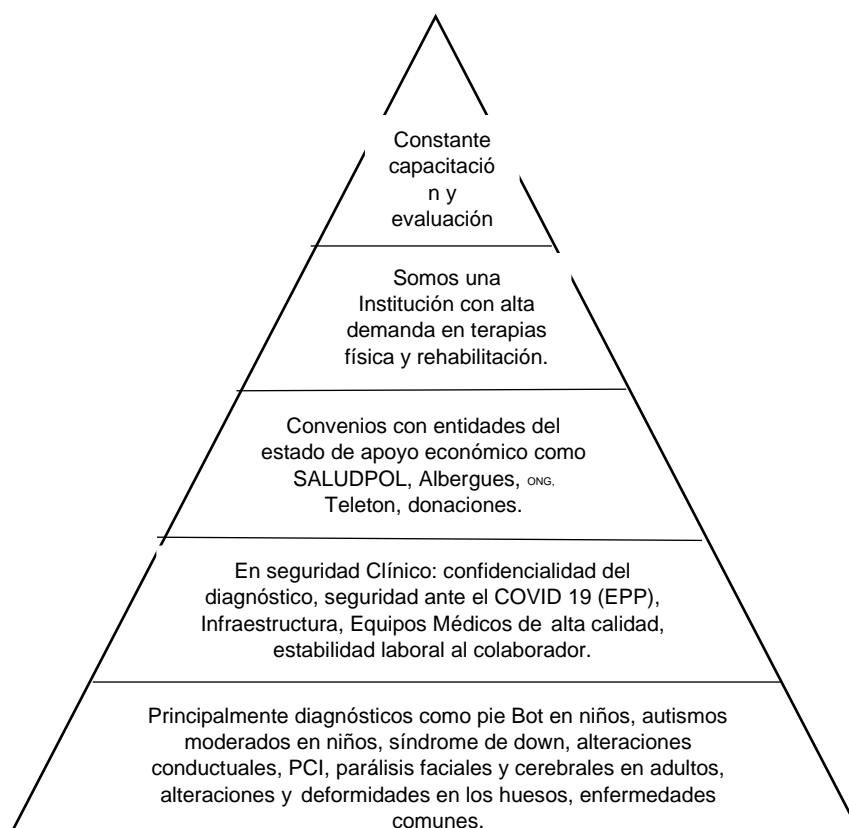 Constante
capacitació
n y
evaluación
Somos una
Institución con alta
demanda en terapias
física y rehabilitación.
Convenios con entidades del
estado de apoyo económico como
SALUDPOL, Albergues, ONG,
Teleton, donaciones.
En seguridad Clínico: confidencialidad del
diagnóstico, seguridad ante el COVID 19 (EPP),
Infraestructura, Equipos Médicos de alta calidad,
estabilidad laboral al colaborador.
Principalmente diagnósticos como pie Bot en niños, autismos
moderados en niños, síndrome de down, alteraciones
conductuales, PCI, parálisis faciales y cerebrales en adultos,
alteraciones y deformidades en los huesos, enfermedades
comunes.